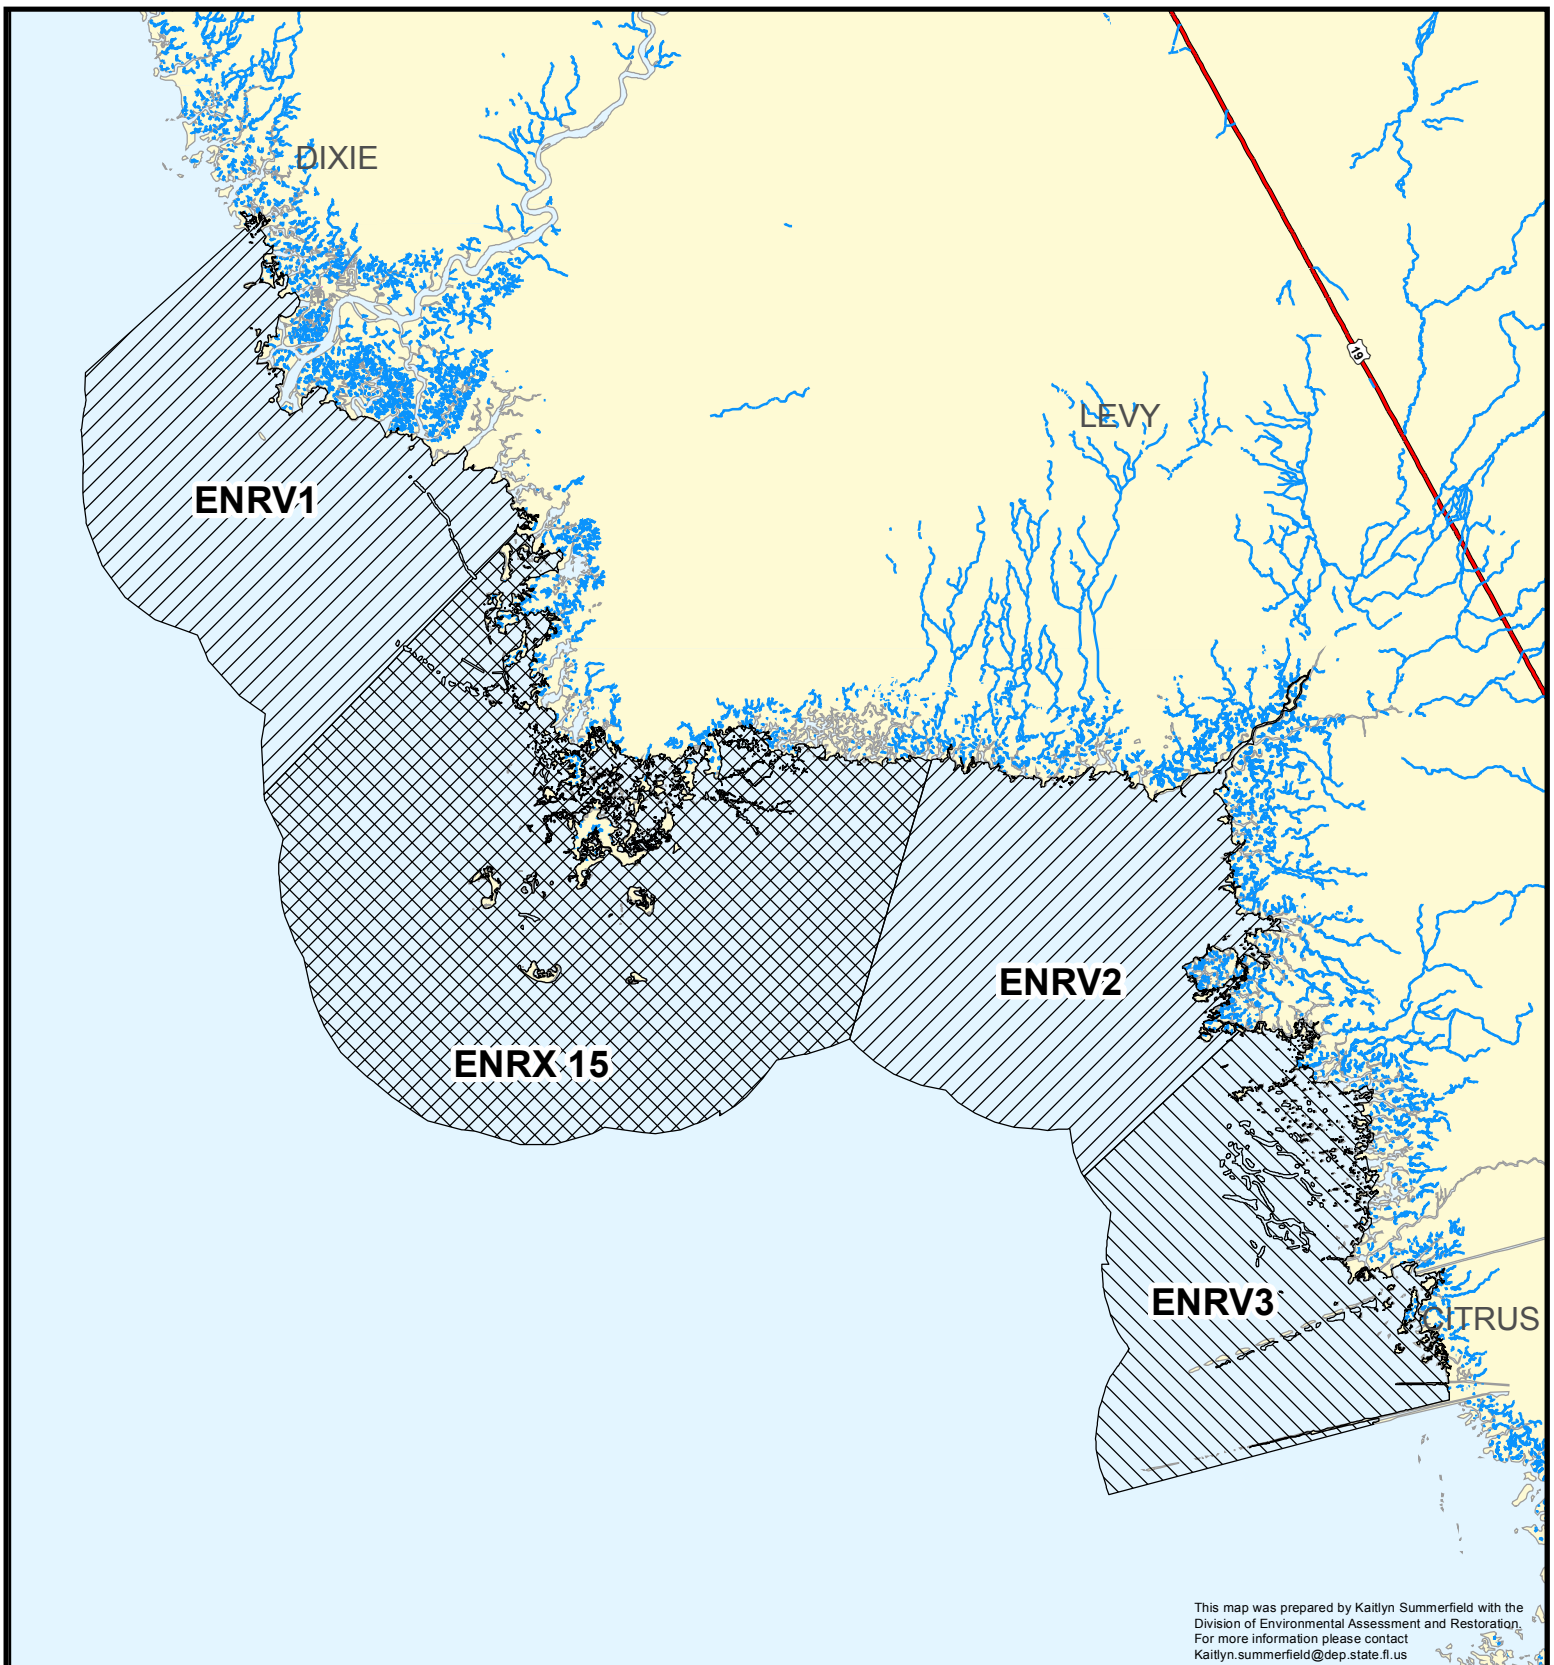 DIXIE
19
LEVY
ENRV1
ENRV2
ENRX 15
ENRV3
CITRUS
This map was prepared by Kaitlyn Summerfield with the
Division of Environmental Assessment and Restoration.
For more information please contact
Kaitlyn.summerfield@dep.state.fl.us